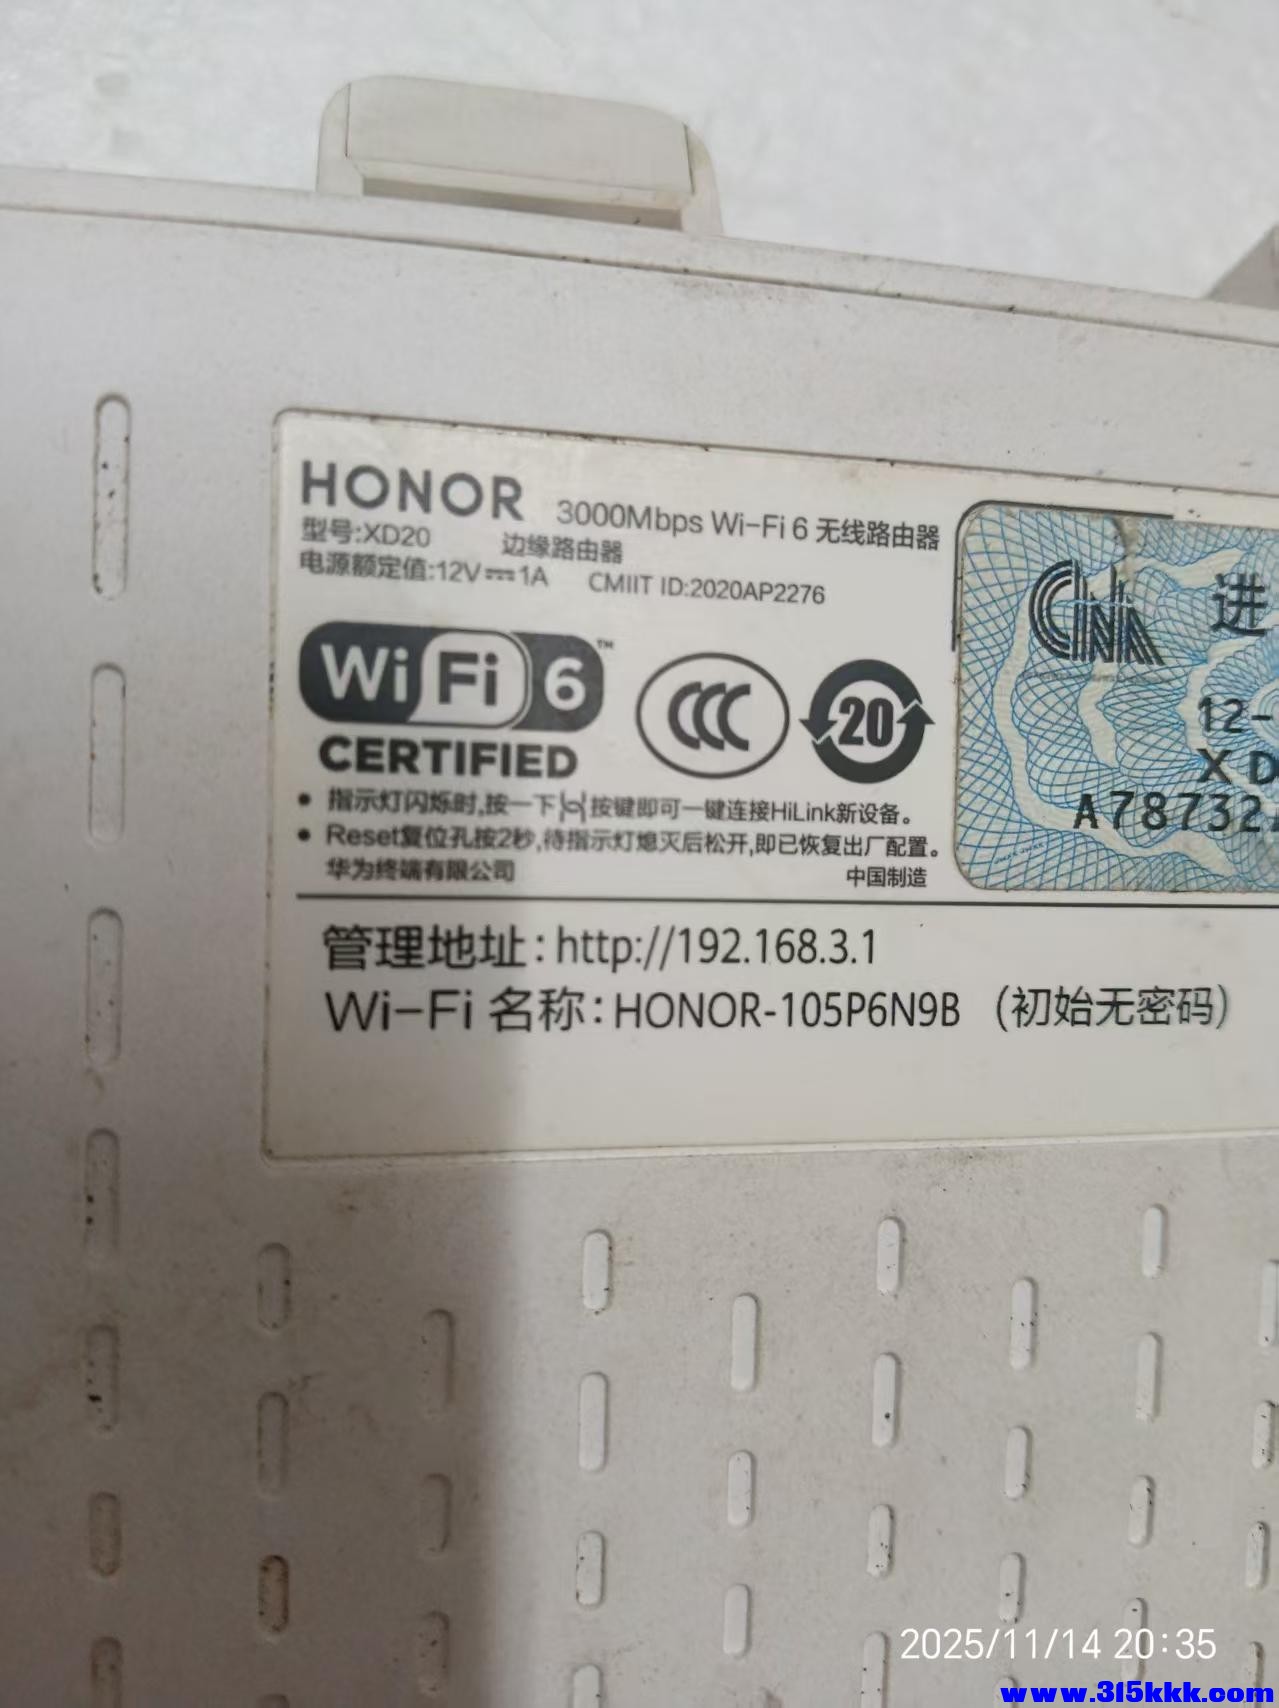 HONOR 3000Mbps Wi-Fi 6 无线路由器
型号:XD20 边缘路由器
电源额定值:12V⎓1A CMIIT ID:2020AP2276
WiFi 6™
CERTIFIED
CCC
20
• 指示灯闪烁时,按一下 按键即可一键连接HiLink新设备。
• Reset复位孔按2秒,待指示灯熄灭后松开,即已恢复出厂配置。
华为终端有限公司 中国制造
进
12-
XD
A78732
管理地址:http://192.168.3.1
Wi-Fi 名称:HONOR-105P6N9B (初始无密码)
2025/11/14 20:35
www.315kkk.com